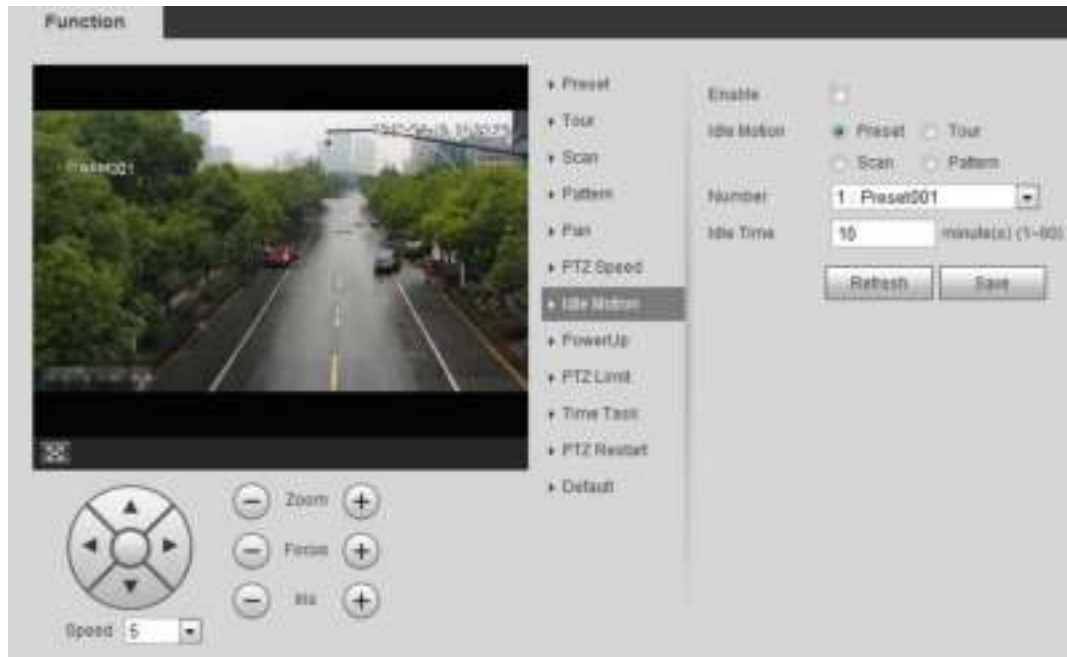 Function
Preset001
Preset
Tour
Scan
Pattern
Pan
PTZ Speed
Idle Motion
PowerUp
PTZ Limit
Time Task
PTZ Restart
Default
Enable
Idle Motion Preset Tour
Scan Pattern
Number 1 : Preset001
Idle Time 10 minute(s) (1~60)
Refresh Save
Zoom
Focus
Iris
Speed 5